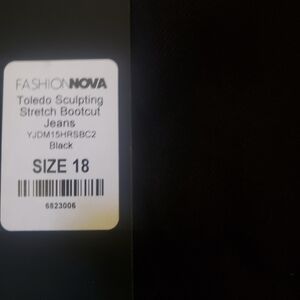 FASHIONNOVA
Toledo Sculpting
Stretch Bootcut
Jeans
YJDM15HRSBC2
Black
SIZE 18
6823006